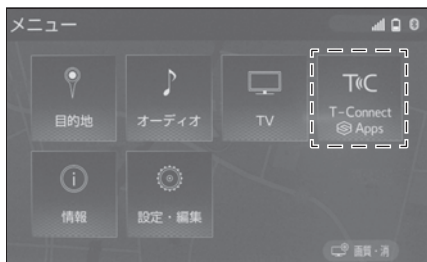 メニュー
目的地
オーディオ
TV
T C
T-Connect
Apps
情報
設定・編集
画質・消